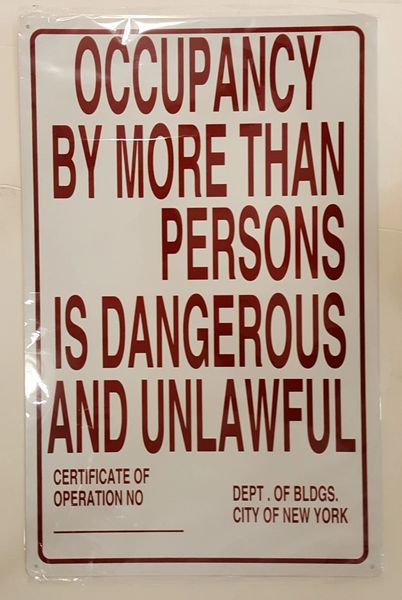 OCCUPANCY
BY MORE THAN
PERSONS
IS DANGEROUS
AND UNLAWFUL
CERTIFICATE OF
OPERATION NO
DEPT . OF BLDGS.
CITY OF NEW YORK